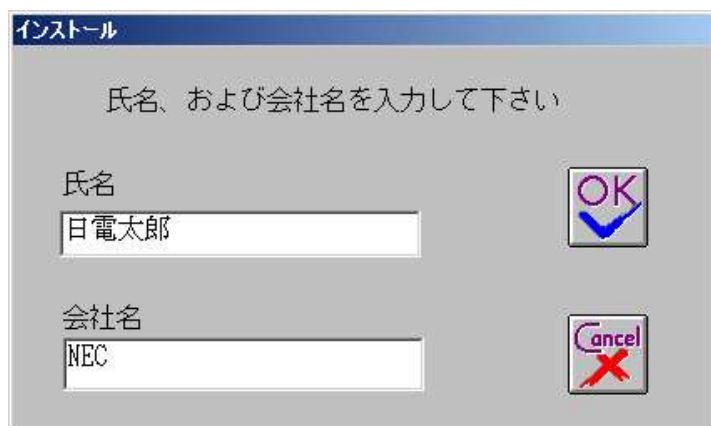 インストール
氏名、および会社名を入力して下さい
氏名
OK
日電太郎
会社名
NEC
Cancel